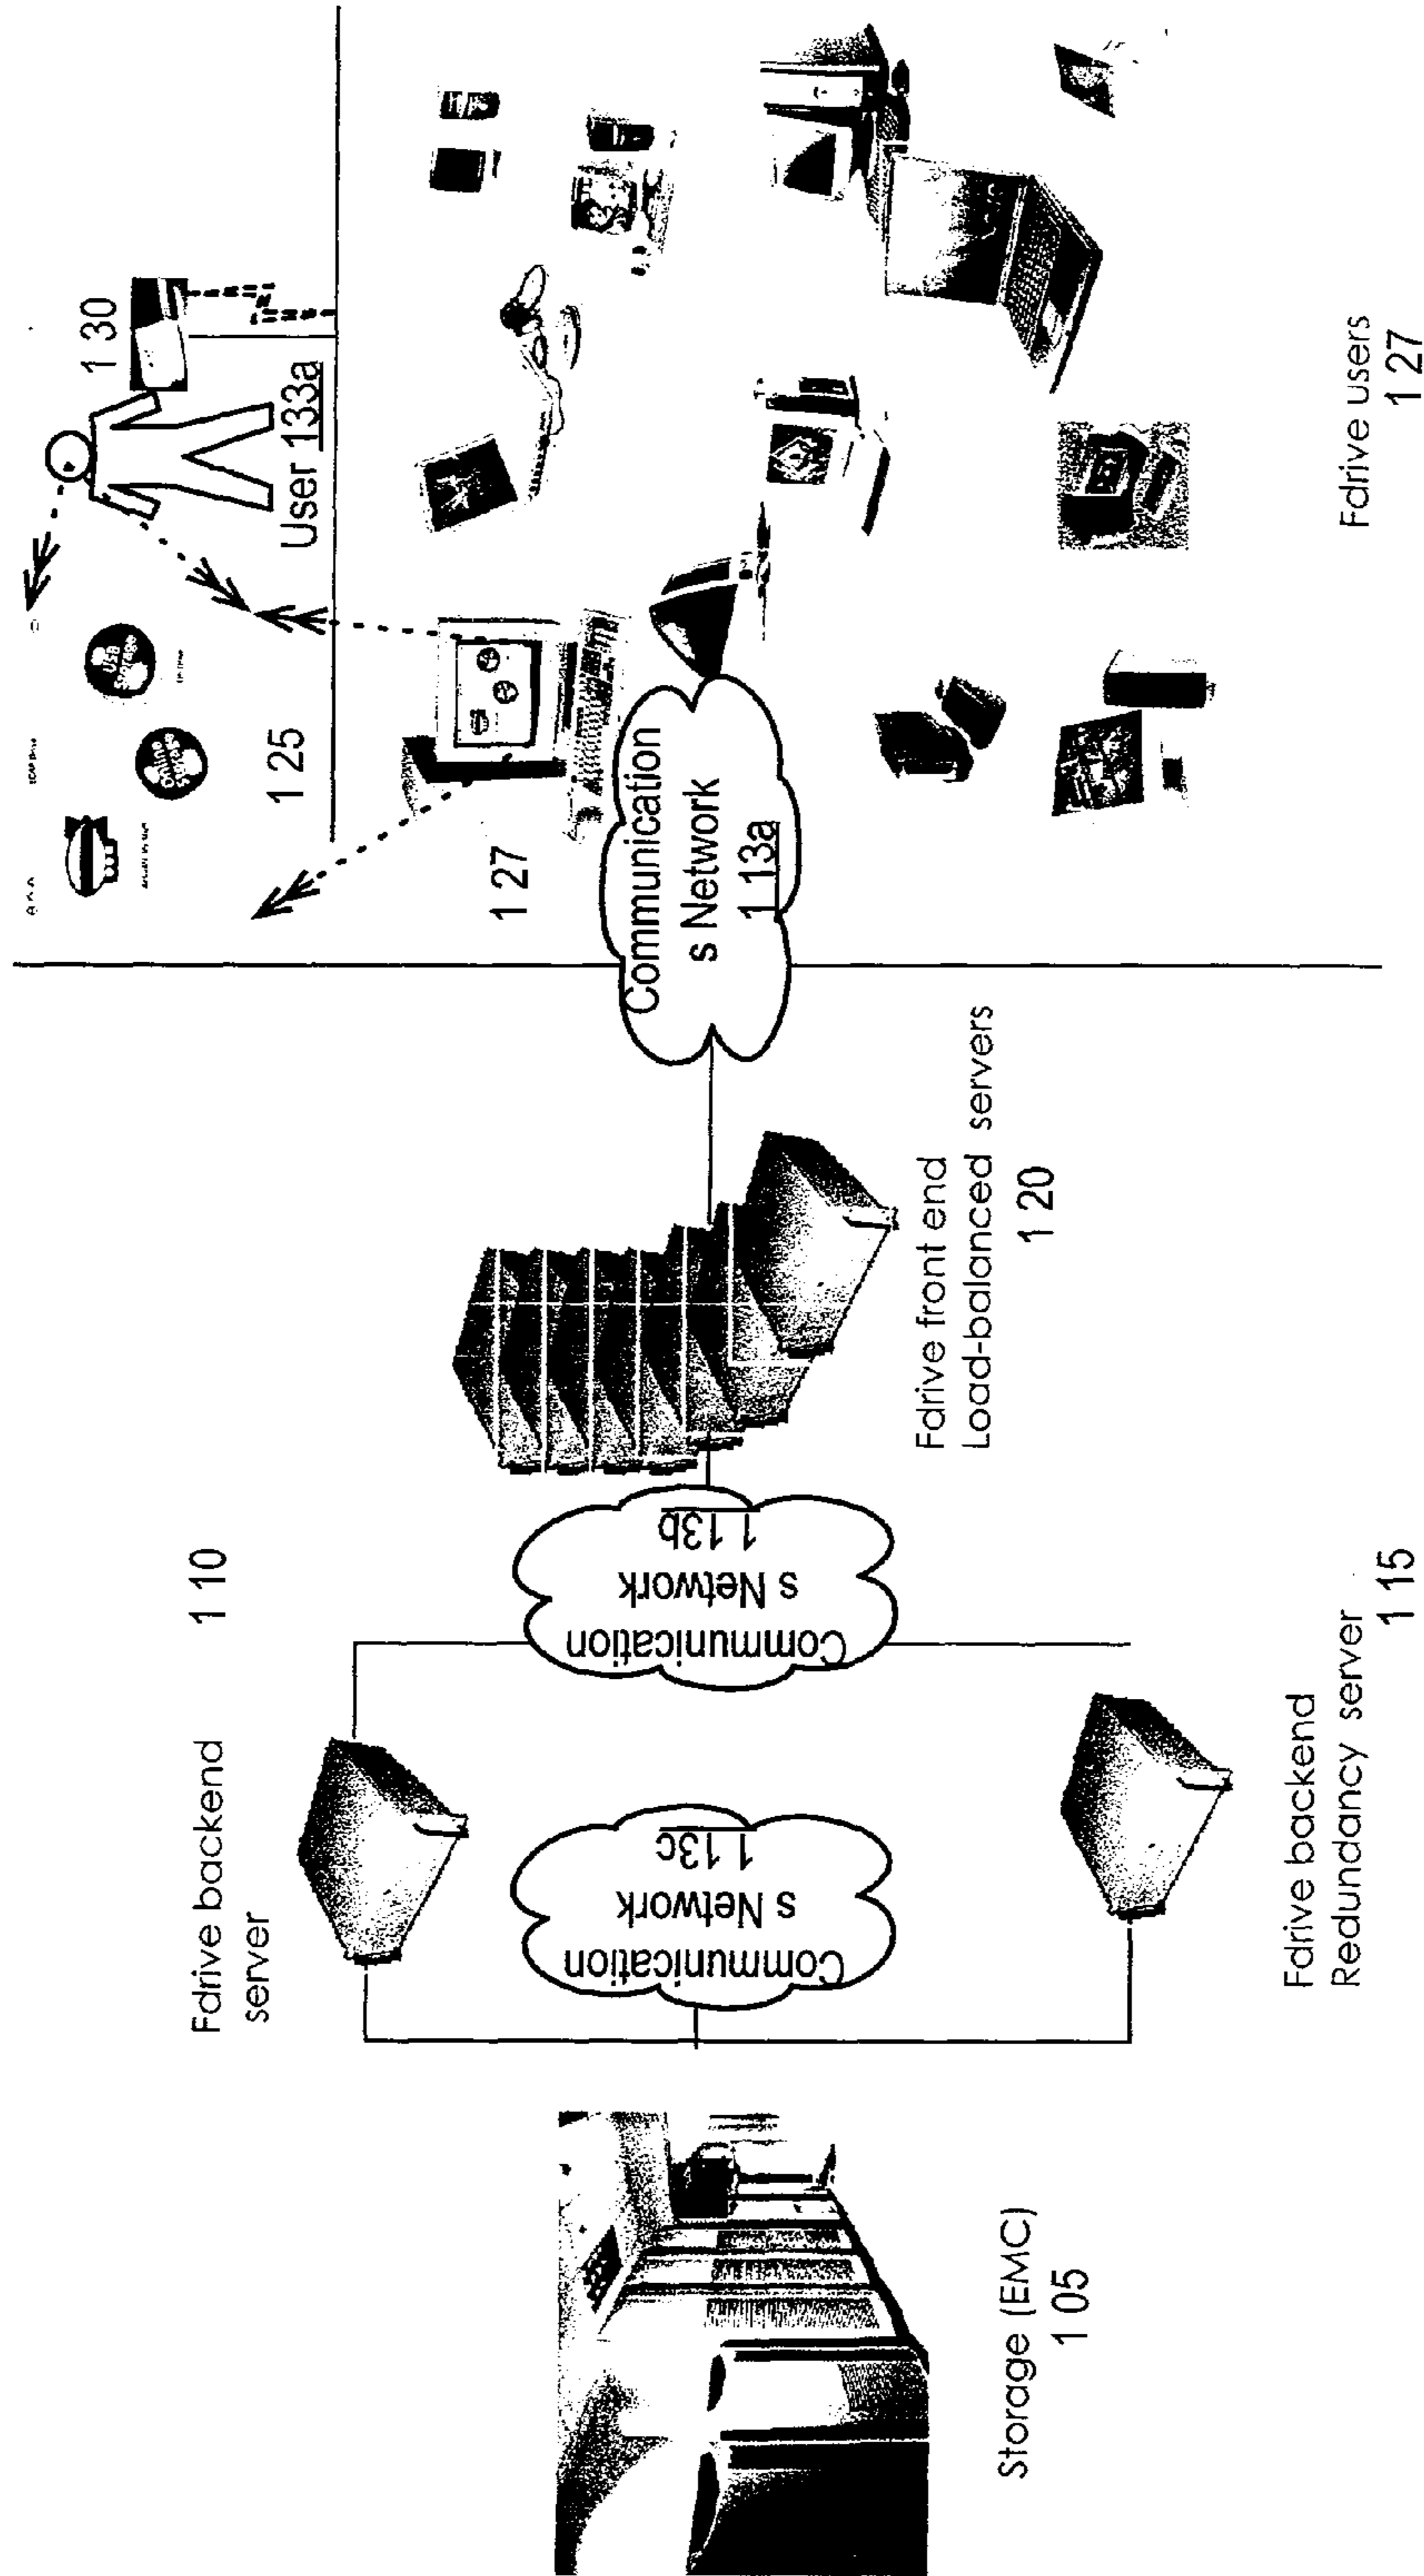 Storage (EMC)
1 05
Fdrive backend
server
1 10
Fdrive backend
Redundancy server
1 15
Communication
s Network
1 13c
Communication
s Network
1 13b
Fdrive front end
Load-balanced servers
1 20
Communication
s Network
1 13a
1 27
1 25
Online
Storage
USB
Storage
User 133a
1 30
Fdrive users
1 27